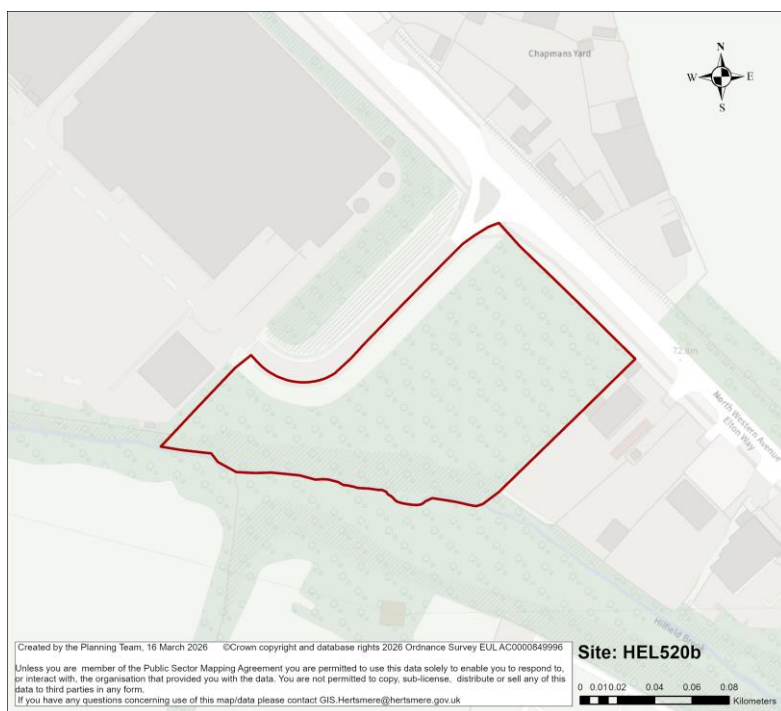 Chapmans Yard
N
W E
S
72.8m
North Western Avenue
Elton Way
Hilfield Brook
Created by the Planning Team, 16 March 2026 ©Crown copyright and database rights 2026 Ordnance Survey EUL AC0000849996
Unless you are member of the Public Sector Mapping Agreement you are permitted to use this data solely to enable you to respond to,
or interact with, the organisation that provided you with the data. You are not permitted to copy, sub-license, distribute or sell any of this
data to third parties in any form.
If you have any questions concerning use of this map/data please contact GIS.Hertsmere@hertsmere.gov.uk
Site: HEL520b
0 0.01 0.02 0.04 0.06 0.08
Kilometers